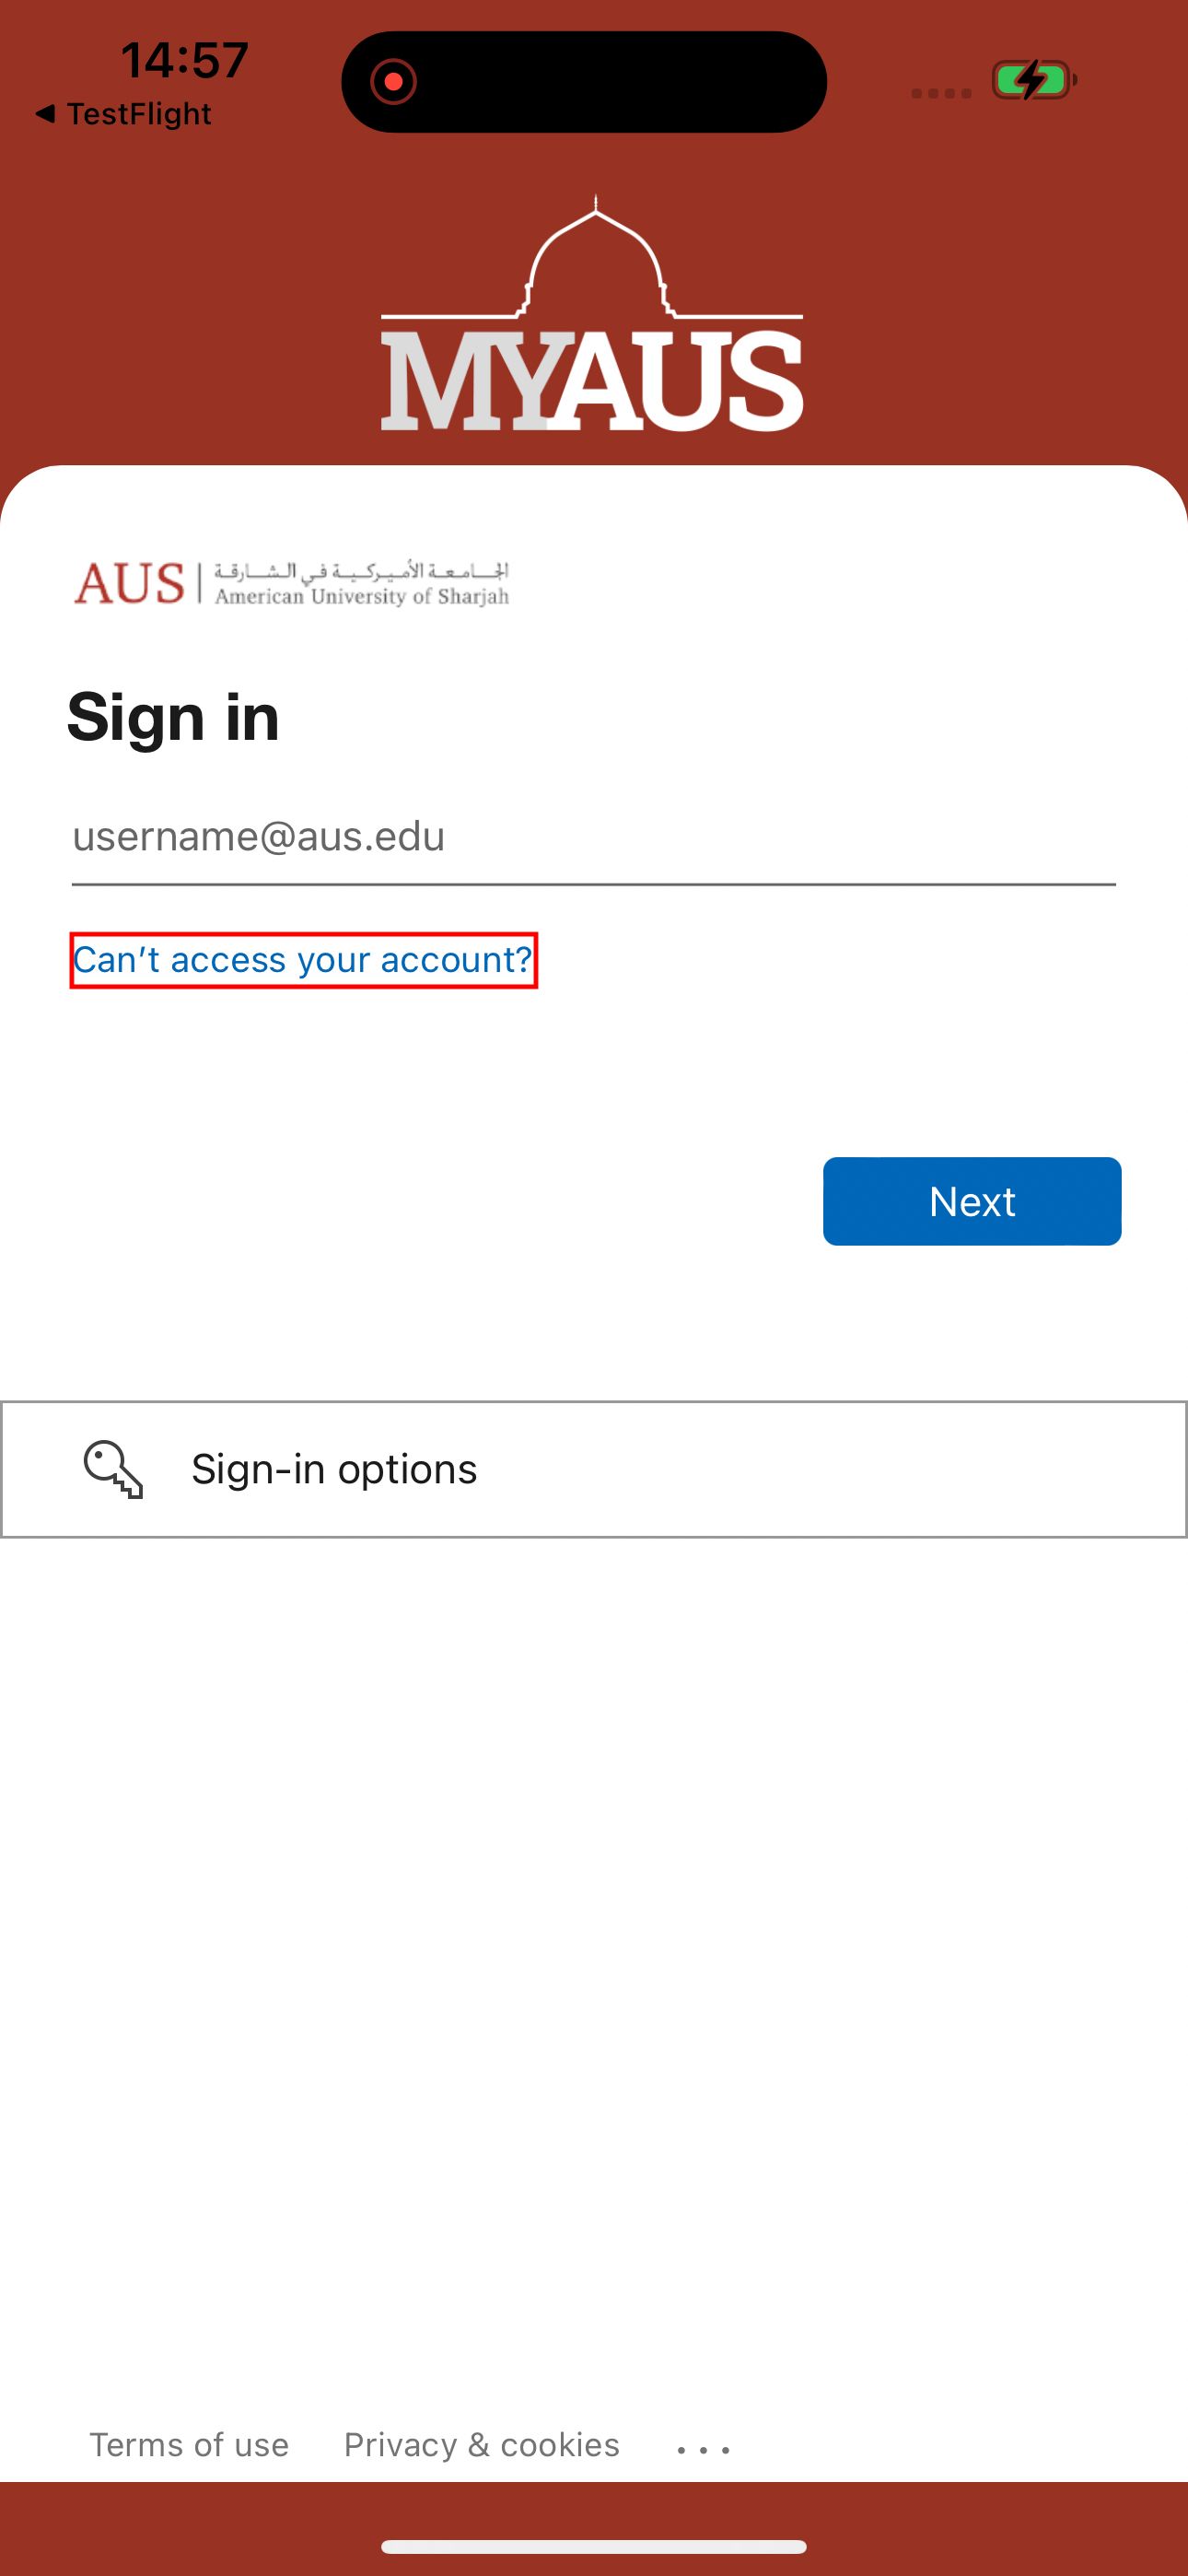 14:57
TestFlight
MYAUS
AUS
الجامعة الأميركية في الشارقة
American University of Sharjah
Sign in
username@aus.edu
Can't access your account?
Next
Sign-in options
Terms of use
Privacy & cookies
...